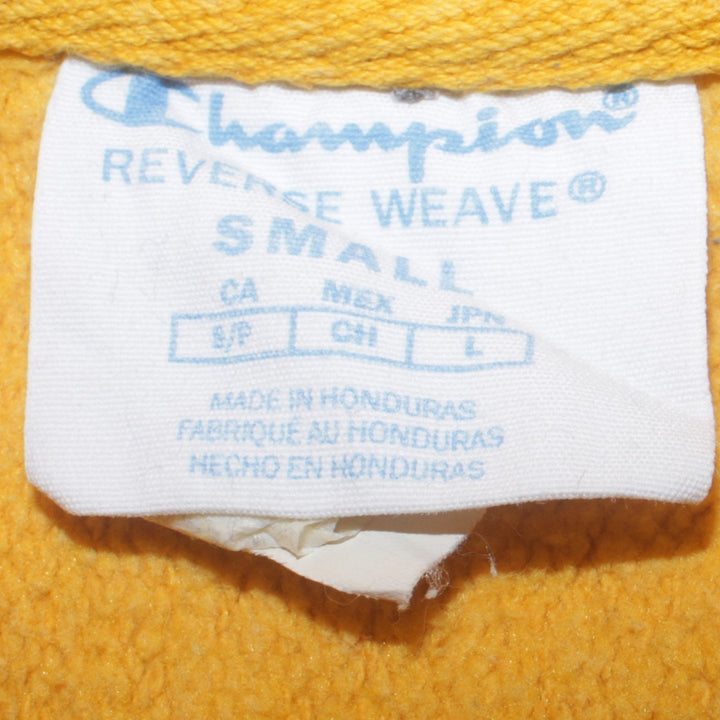 Champion®
REVERSE WEAVE®
SMALL
CA MEX JPN
S/P CH L
MADE IN HONDURAS
FABRIQUÉ AU HONDURAS
HECHO EN HONDURAS